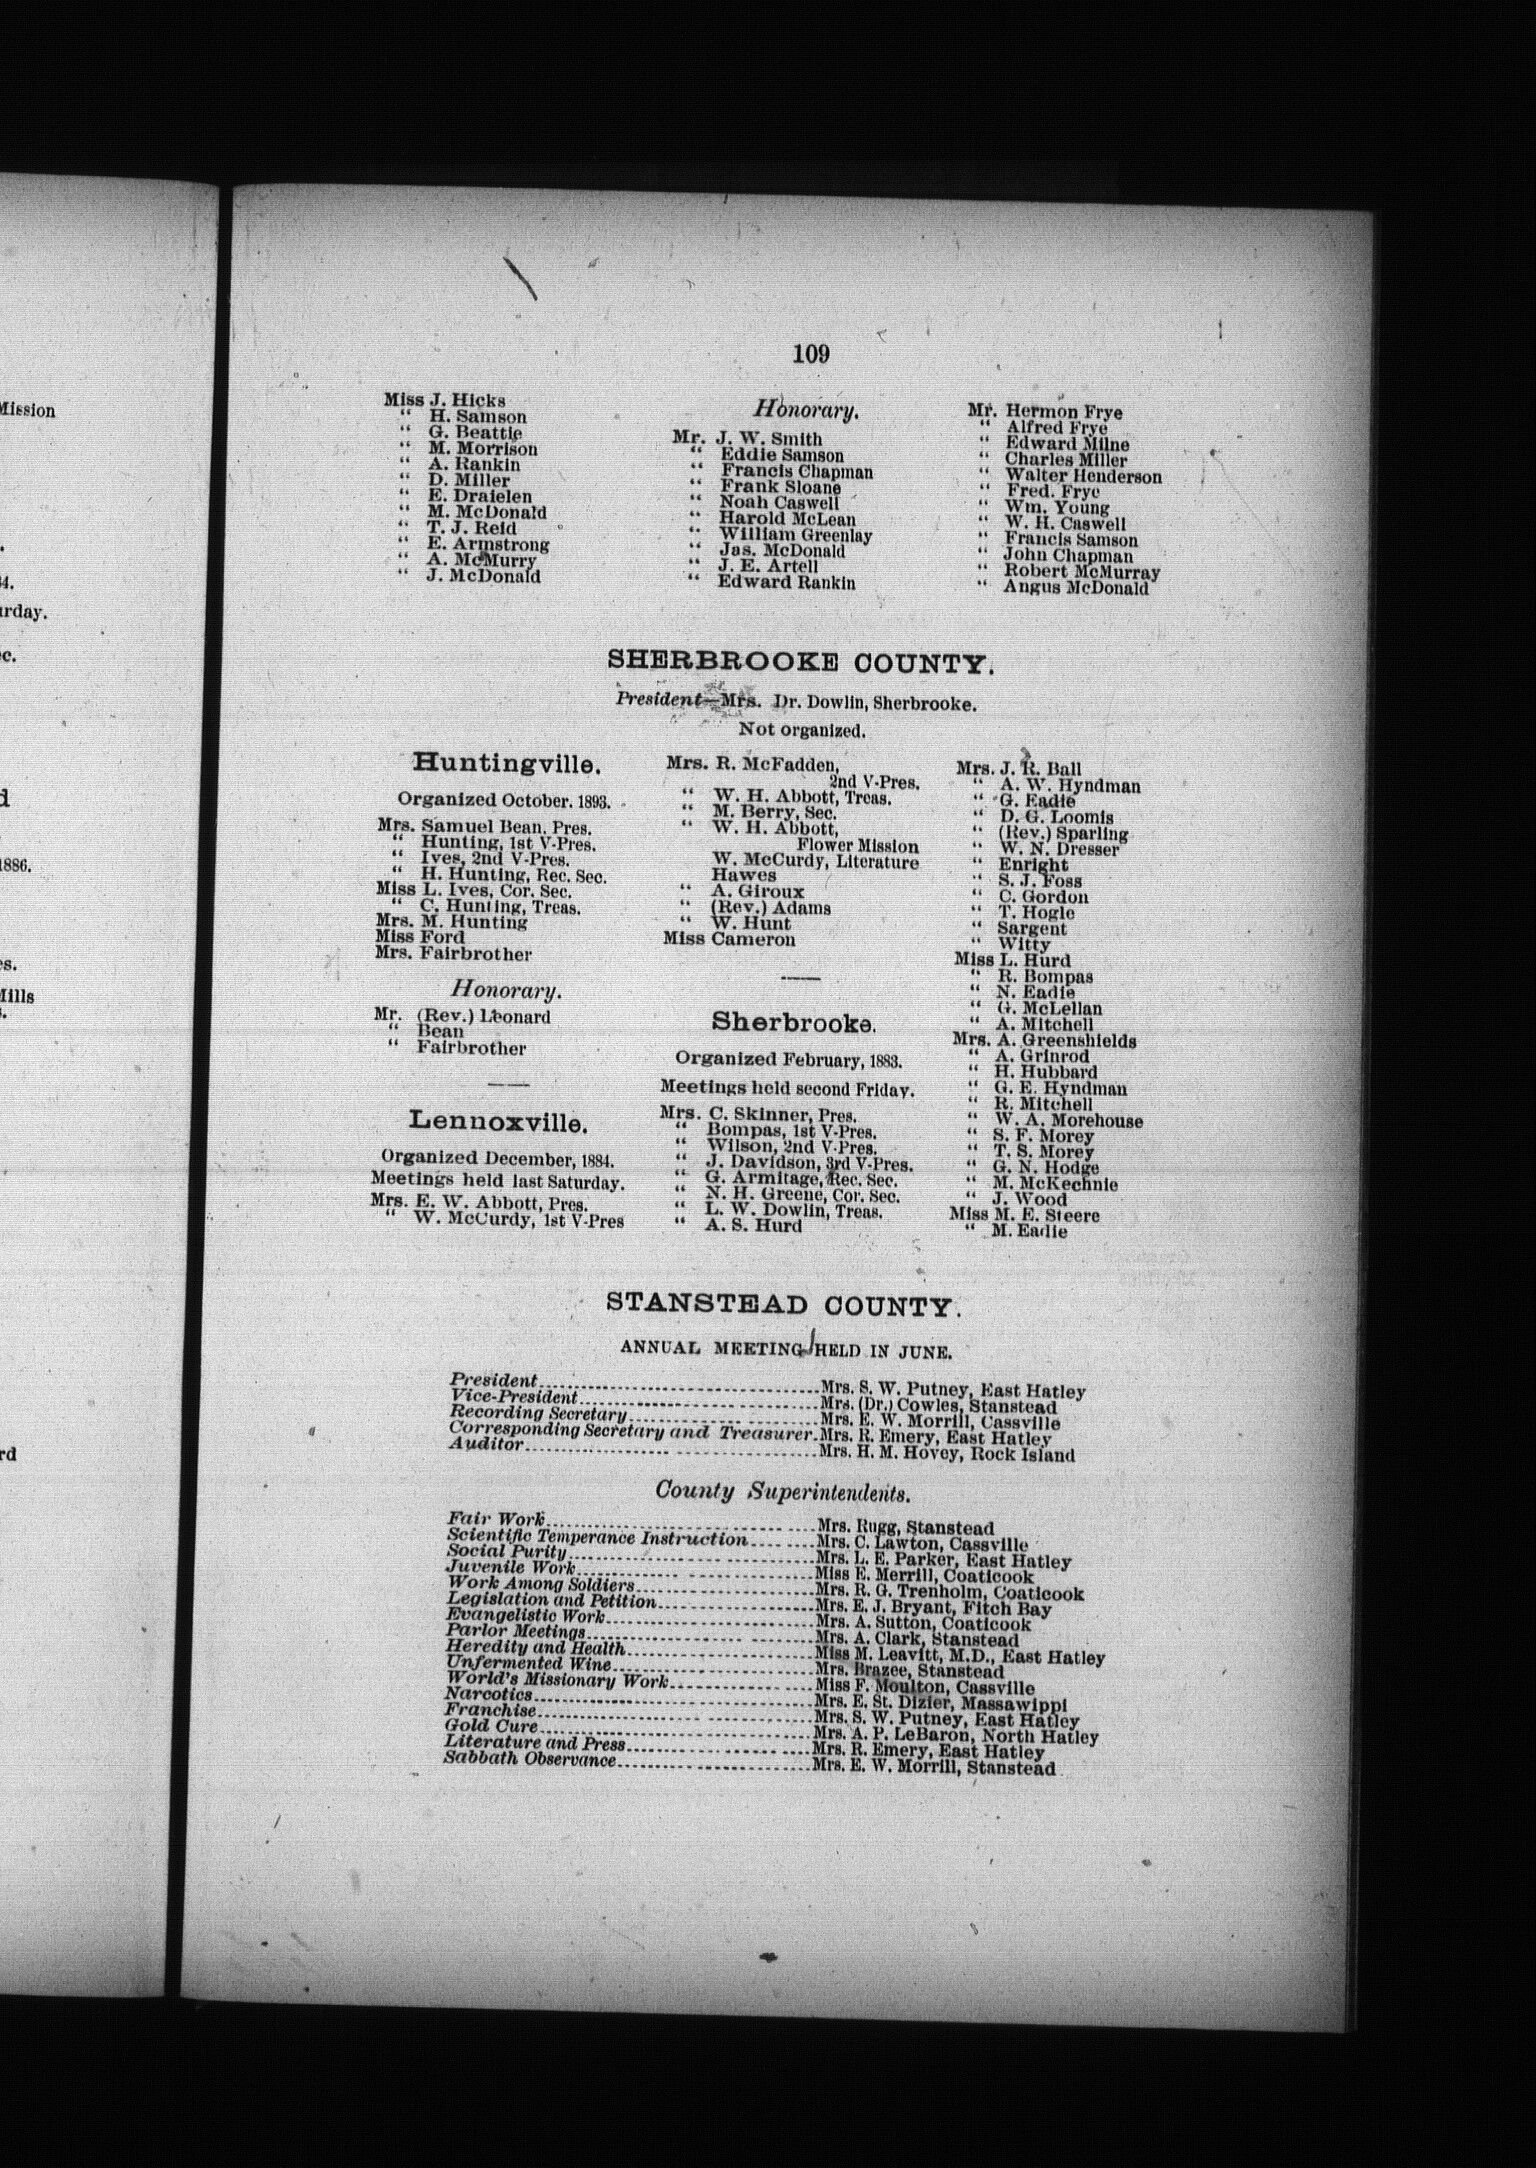 Mission
4.
urday.
c.
d
1886.
es.
Mills
s.
rd
109
Miss J. Hicks
“ H. Samson
“ G. Beattie
“ M. Morrison
“ A. Rankin
“ D. Miller
“ E. Draielen
“ M. McDonald
“ T. J. Reid
“ E. Armstrong
“ A. McMurry
“ J. McDonald
Honorary.
Mr. J. W. Smith
“ Eddie Samson
“ Francis Chapman
“ Frank Sloane
“ Noah Caswell
“ Harold McLean
“ William Greenlay
“ Jas. McDonald
“ J. E. Artell
“ Edward Rankin
Mr. Hermon Frye
“ Alfred Frye
“ Edward Milne
“ Charles Miller
“ Walter Henderson
“ Fred. Frye
“ Wm. Young
“ W. H. Caswell
“ Francis Samson
“ John Chapman
“ Robert McMurray
“ Angus McDonald
SHERBROOKE COUNTY.
President—Mrs. Dr. Dowlin, Sherbrooke.
Not organized.
Huntingville.
Organized October. 1893.
Mrs. Samuel Bean, Pres.
“ Hunting, 1st V-Pres.
“ Ives, 2nd V-Pres.
“ H. Hunting, Rec. Sec.
Miss L. Ives, Cor. Sec.
“ C. Hunting, Treas.
Mrs. M. Hunting
Miss Ford
Mrs. Fairbrother
Honorary.
Mr. (Rev.) Leonard
“ Bean
“ Fairbrother
Lennoxville.
Organized December, 1884.
Meetings held last Saturday.
Mrs. E. W. Abbott, Pres.
“ W. McCurdy, 1st V-Pres
Mrs. R. McFadden,
2nd V-Pres.
“ W. H. Abbott, Treas.
“ M. Berry, Sec.
“ W. H. Abbott,
Flower Mission
W. McCurdy, Literature
Hawes
“ A. Giroux
“ (Rev.) Adams
“ W. Hunt
Miss Cameron
Sherbrooke.
Organized February, 1883.
Meetings held second Friday.
Mrs. C. Skinner, Pres.
“ Bompas, 1st V-Pres.
“ Wilson, 2nd V-Pres.
“ J. Davidson, 3rd V-Pres.
“ G. Armitage, Rec. Sec.
“ N. H. Greene, Cor. Sec.
“ L. W. Dowlin, Treas.
“ A. S. Hurd
Mrs. J. R. Ball
“ A. W. Hyndman
“ G. Eadie
“ D. G. Loomis
“ (Rev.) Sparling
“ W. N. Dresser
“ Enright
“ S. J. Foss
“ C. Gordon
“ T. Hogle
“ Sargent
“ Witty
Miss L. Hurd
“ R. Bompas
“ N. Eadie
“ G. McLellan
“ A. Mitchell
Mrs. A. Greenshields
“ A. Grinrod
“ H. Hubbard
“ G. E. Hyndman
“ R. Mitchell
“ W. A. Morehouse
“ S. F. Morey
“ T. S. Morey
“ G. N. Hodge
“ M. McKechnie
“ J. Wood
Miss M. E. Steere
“ M. Eadie
STANSTEAD COUNTY.
ANNUAL MEETING HELD IN JUNE.
President........Mrs. S. W. Putney, East Hatley
Vice-President........Mrs. (Dr.) Cowles, Stanstead
Recording Secretary........Mrs. E. W. Morrill, Cassville
Corresponding Secretary and Treasurer.Mrs. R. Emery, East Hatley
Auditor........Mrs. H. M. Hovey, Rock Island
County Superintendents.
Fair Work........Mrs. Rugg, Stanstead
Scientific Temperance Instruction........Mrs. C. Lawton, Cassville
Social Purity........Mrs. L. E. Parker, East Hatley
Juvenile Work........Miss E. Merrill, Coaticook
Work Among Soldiers........Mrs. R. G. Trenholm, Coaticook
Legislation and Petition........Mrs. E. J. Bryant, Fitch Bay
Evangelistic Work........Mrs. A. Sutton, Coaticook
Parlor Meetings........Mrs. A. Clark, Stanstead
Heredity and Health........Miss M. Leavitt, M.D., East Hatley
Unfermented Wine........Mrs. Brazee, Stanstead
World's Missionary Work........Miss F. Moulton, Cassville
Narcotics........Mrs. E. St. Dizier, Massawippi
Franchise........Mrs. S. W. Putney, East Hatley
Gold Cure........Mrs. A. P. LeBaron, North Hatley
Literature and Press........Mrs. R. Emery, East Hatley
Sabbath Observance........Mrs. E. W. Morrill, Stanstead